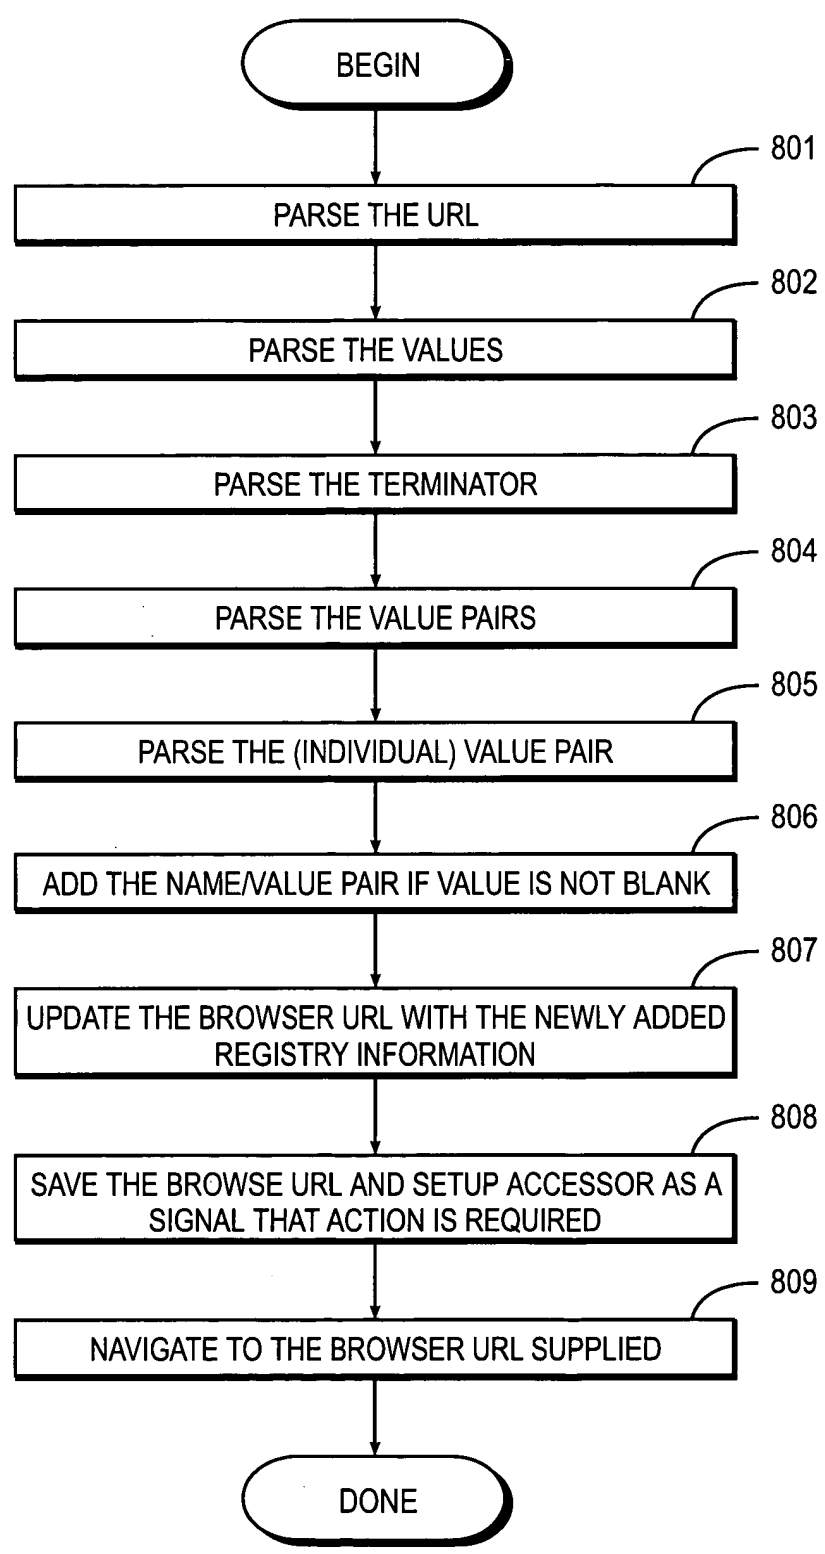 BEGIN
801
PARSE THE URL
802
PARSE THE VALUES
803
PARSE THE TERMINATOR
804
PARSE THE VALUE PAIRS
805
PARSE THE (INDIVIDUAL) VALUE PAIR
806
ADD THE NAME/VALUE PAIR IF VALUE IS NOT BLANK
807
UPDATE THE BROWSER URL WITH THE NEWLY ADDED
REGISTRY INFORMATION
808
SAVE THE BROWSE URL AND SETUP ACCESSOR AS A
SIGNAL THAT ACTION IS REQUIRED
809
NAVIGATE TO THE BROWSER URL SUPPLIED
DONE